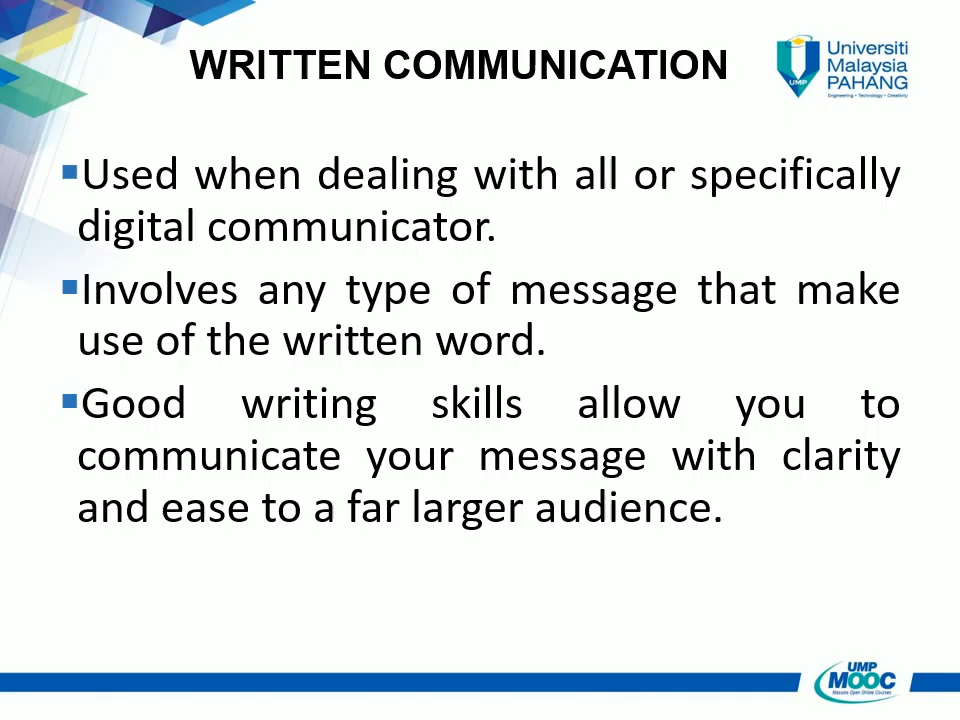 WRITTEN COMMUNICATION
UMP
Universiti
Malaysia
PAHANG
Engineering • Technology • Creativity
▪Used when dealing with all or specifically
digital communicator.
▪Involves any type of message that make
use of the written word.
▪Good writing skills allow you to
communicate your message with clarity
and ease to a far larger audience.
UMP
MOOC
Massive Open Online Courses